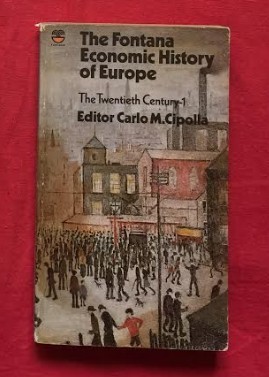 The Fontana
Economic History
of Europe
The Twentieth Century-1
Editor Carlo M.Cipolla